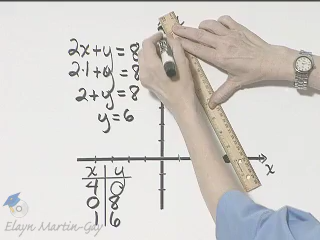 2x+y=8
2·1+y=8
2+y=8
y=6
x y
4 0
0 8
1 6
x
Elayn Martin-Gay